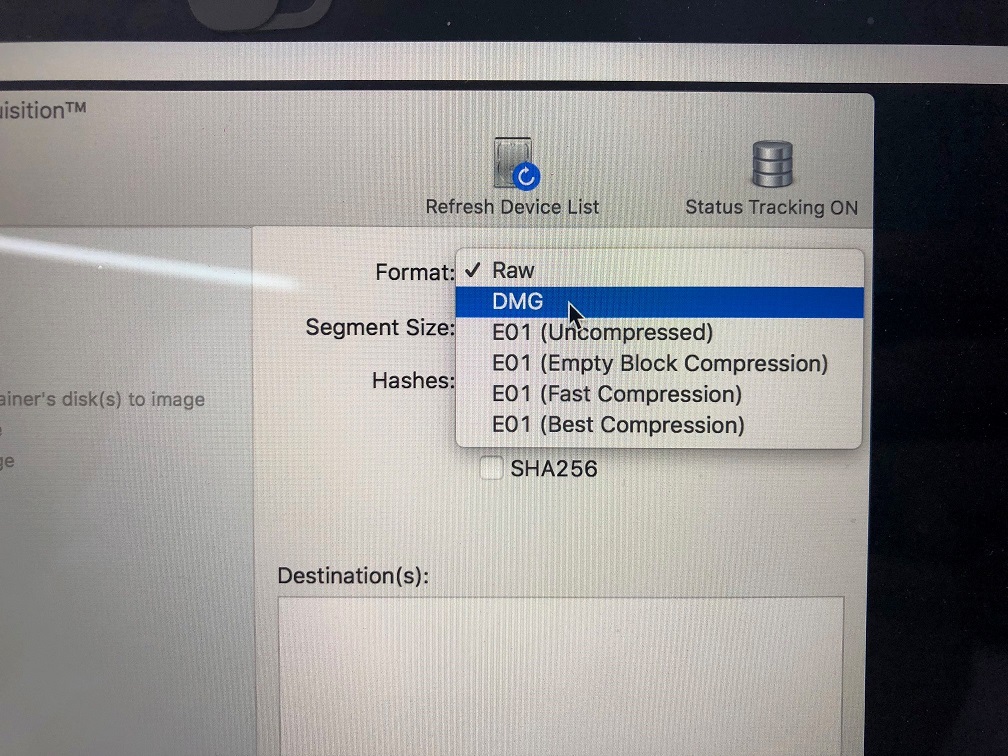 uisition™
Refresh Device List
Status Tracking ON
Format:
✓ Raw
DMG
Segment Size:
E01 (Uncompressed)
E01 (Empty Block Compression)
Hashes:
E01 (Fast Compression)
ainer's disk(s) to image
E01 (Best Compression)
ge
SHA256
Destination(s):